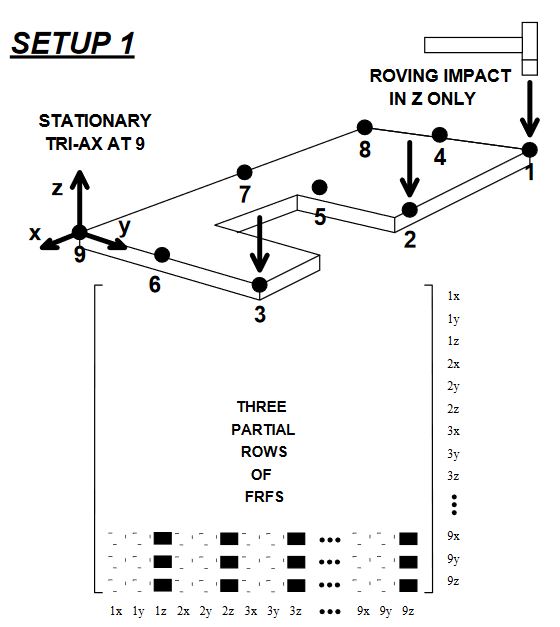 SETUP 1
ROVING IMPACT
IN Z ONLY
STATIONARY
TRI-AX AT 9
8
4
1
7
z
5
x
y
2
9
6
3
1x
1y
1z
2x
2y
2z
3x
3y
3z
THREE
PARTIAL
ROWS
OF
FRFS
9x
9y
9z
1x 1y 1z 2x 2y 2z 3x 3y 3z ••• 9x 9y 9z